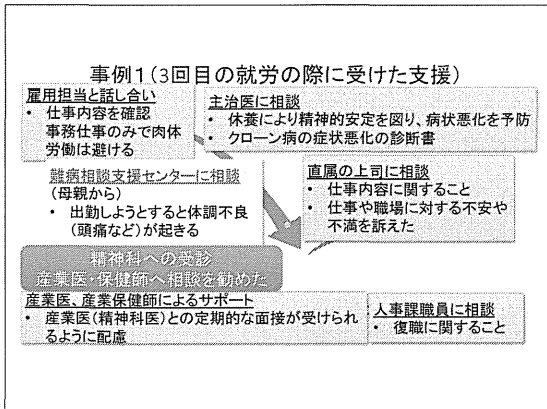 事例1(3回目の就労の際に受けた支援)
雇用担当と話し合い
• 仕事内容を確認
事務仕事のみで肉体
労働は避ける
主治医に相談
• 休養により精神的安定を図り、病状悪化を予防
• クローン病の症状悪化の診断書
難病相談支援センターに相談
(母親から)
• 出勤しようとすると体調不良
(頭痛など)が起きる
直属の上司に相談
• 仕事内容に関すること
• 仕事や職場に対する不安や
不満を訴えた
精神科への受診
産業医・保健師へ相談を勧めた
産業医、産業保健師によるサポート
• 産業医(精神科医)との定期的な面接が受けられ
るように配慮
人事課職員に相談
• 復職に関すること